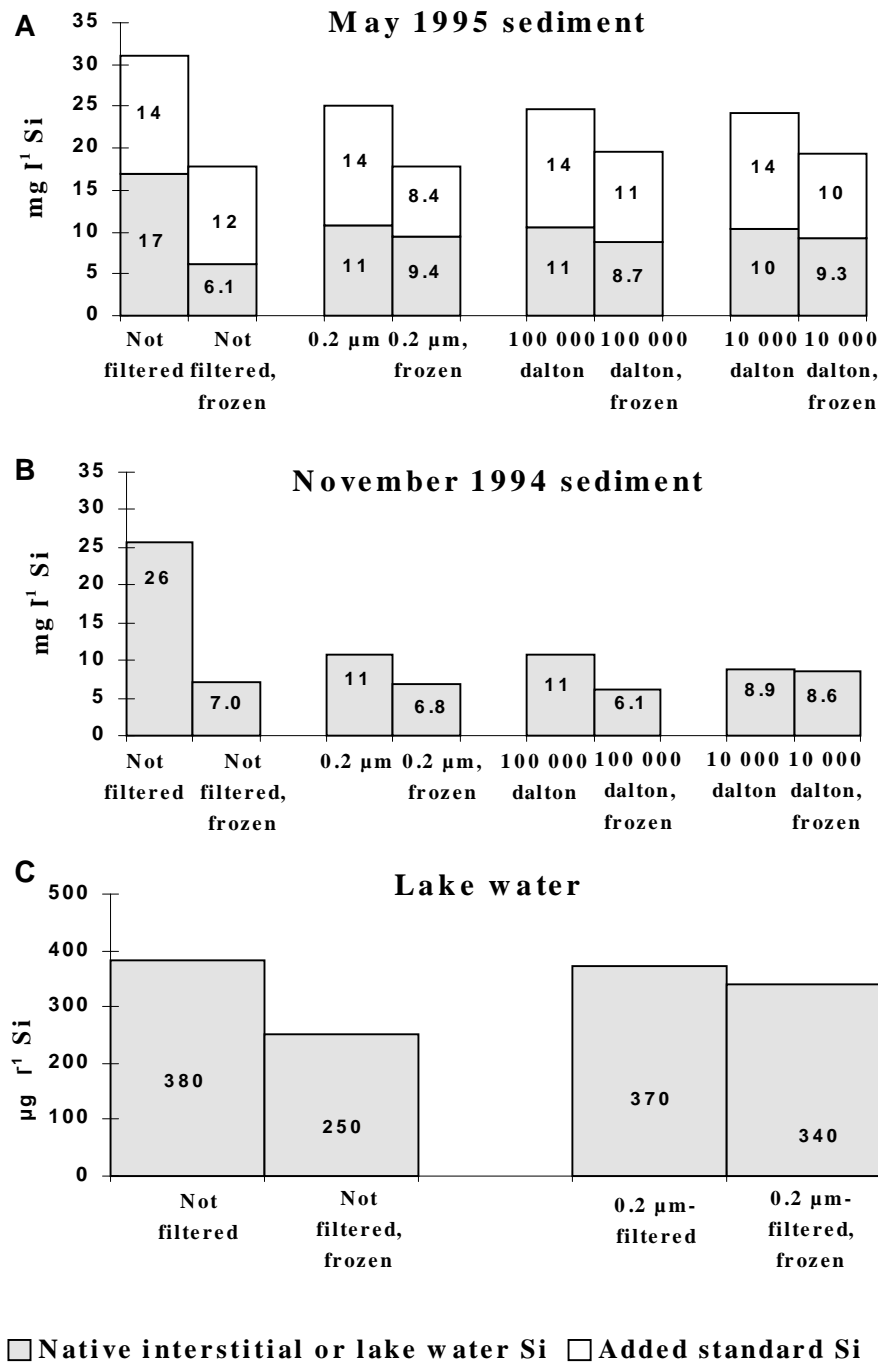 A
May 1995 sediment
mg l¹ Si
35
30
25
20
15
10
5
0
14
17
12
6.1
14
11
8.4
9.4
14
11
11
8.7
14
10
10
9.3
Not filtered
Not filtered, frozen
0.2 µm
0.2 µm, frozen
100 000 dalton
100 000 dalton, frozen
10 000 dalton
10 000 dalton, frozen
B
November 1994 sediment
mg l¹ Si
35
30
25
20
15
10
5
0
26
7.0
11
6.8
11
6.1
8.9
8.6
Not filtered
Not filtered, frozen
0.2 µm
0.2 µm, frozen
100 000 dalton
100 000 dalton, frozen
10 000 dalton
10 000 dalton, frozen
C
Lake water
µg l¹ Si
500
400
300
200
100
0
380
250
370
340
Not filtered
Not filtered, frozen
0.2 µm-filtered
0.2 µm-filtered, frozen
Native interstitial or lake water Si
Added standard Si